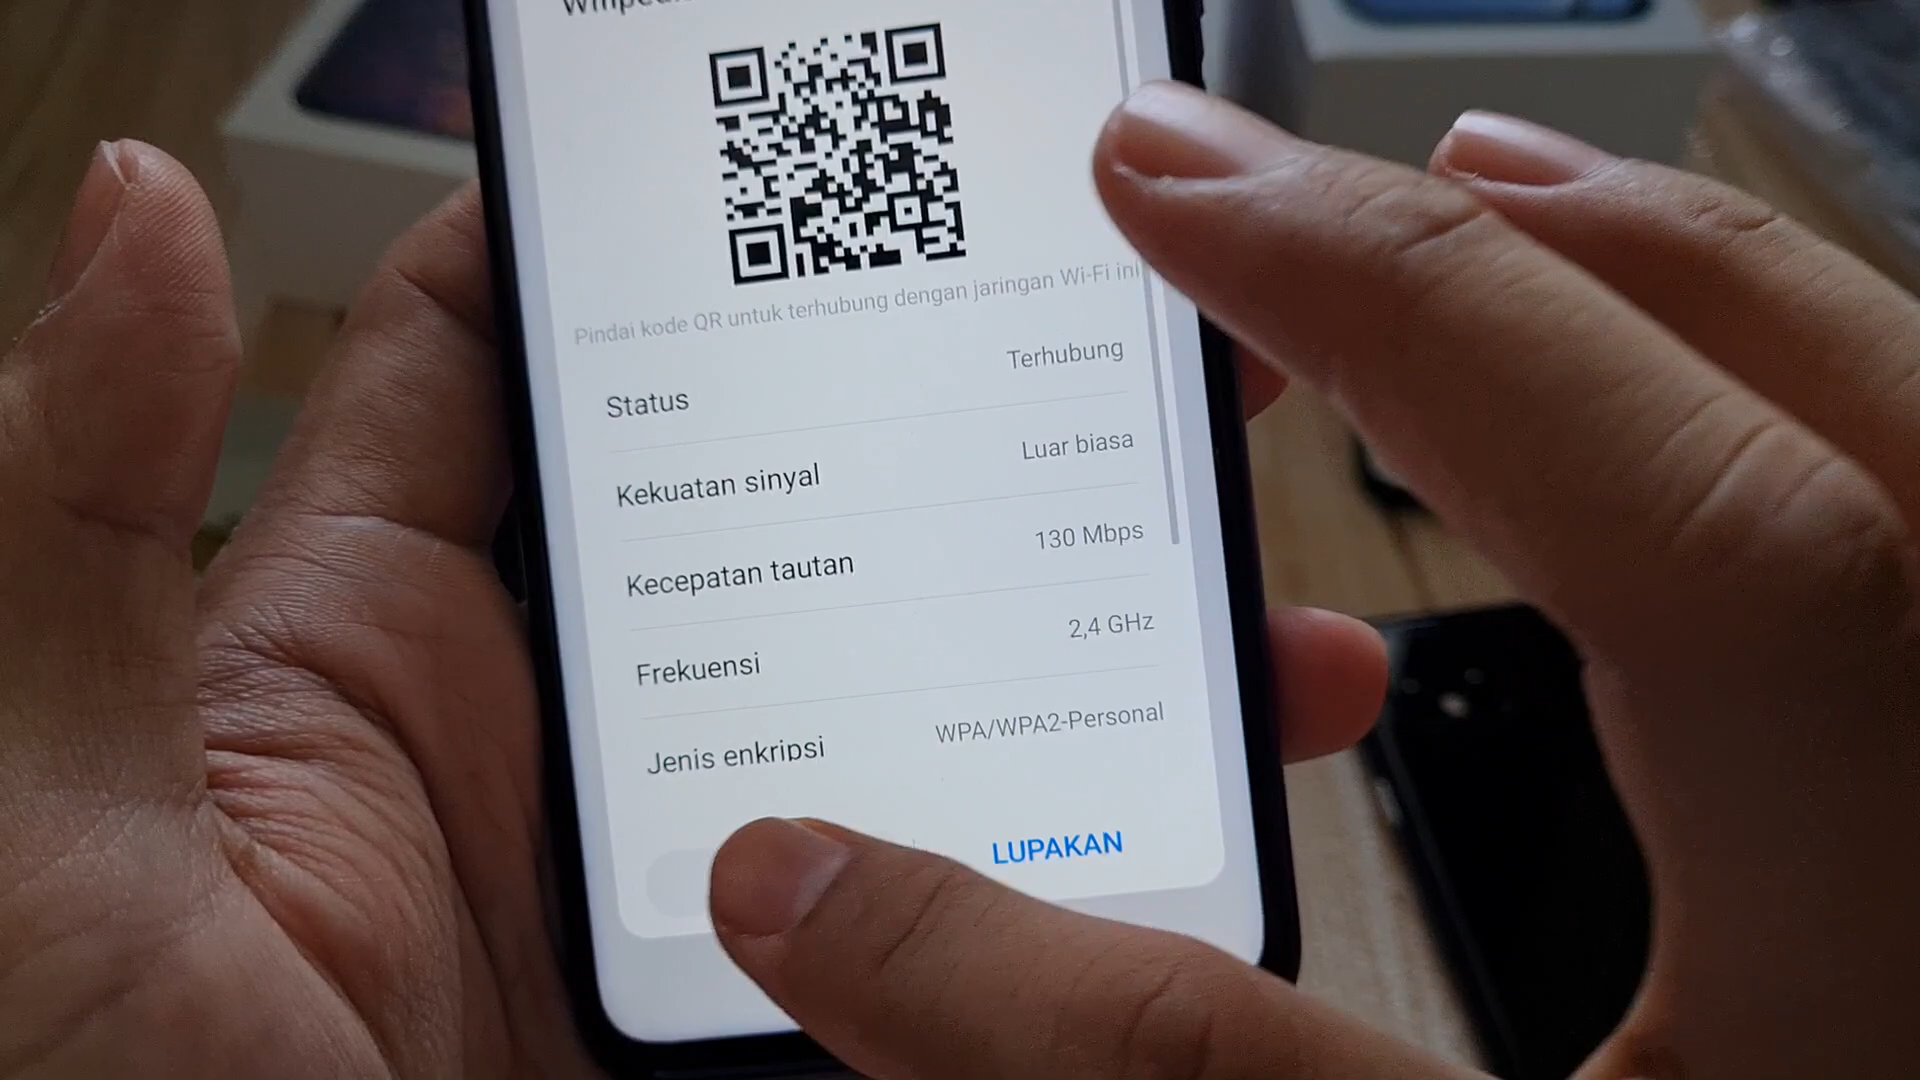 Pindai kode QR untuk terhubung dengan jaringan Wi-Fi ini
Status
Terhubung
Kekuatan sinyal
Luar biasa
Kecepatan tautan
130 Mbps
Frekuensi
2,4 GHz
Jenis enkripsi
WPA/WPA2-Personal
LUPAKAN